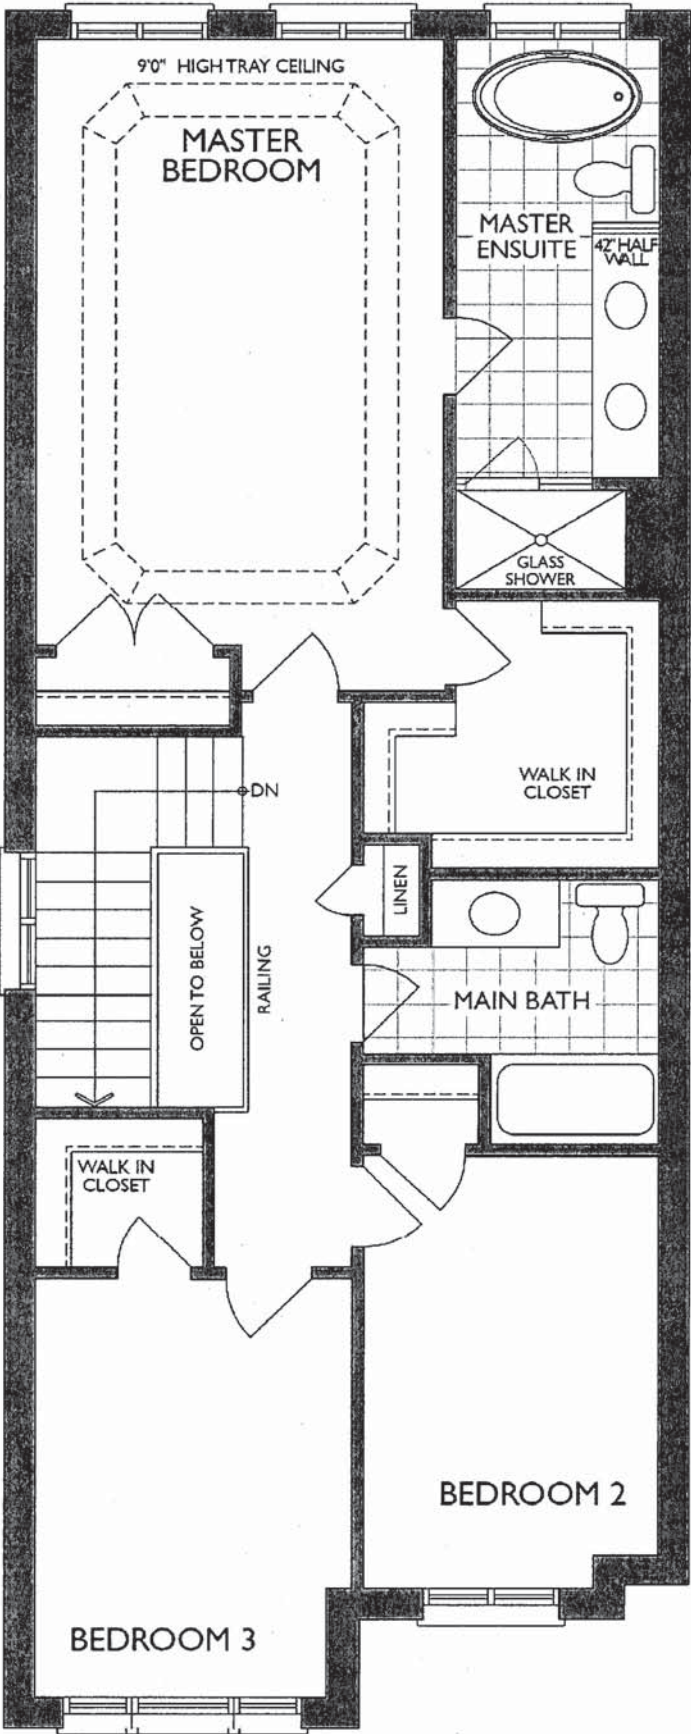 9'0" HIGH TRAY CEILING
MASTER
BEDROOM
MASTER
ENSUITE
42" HALF
WALL
GLASS
SHOWER
WALK IN
CLOSET
DN
LINEN
OPEN TO BELOW
RAILING
MAIN BATH
WALK IN
CLOSET
BEDROOM 2
BEDROOM 3